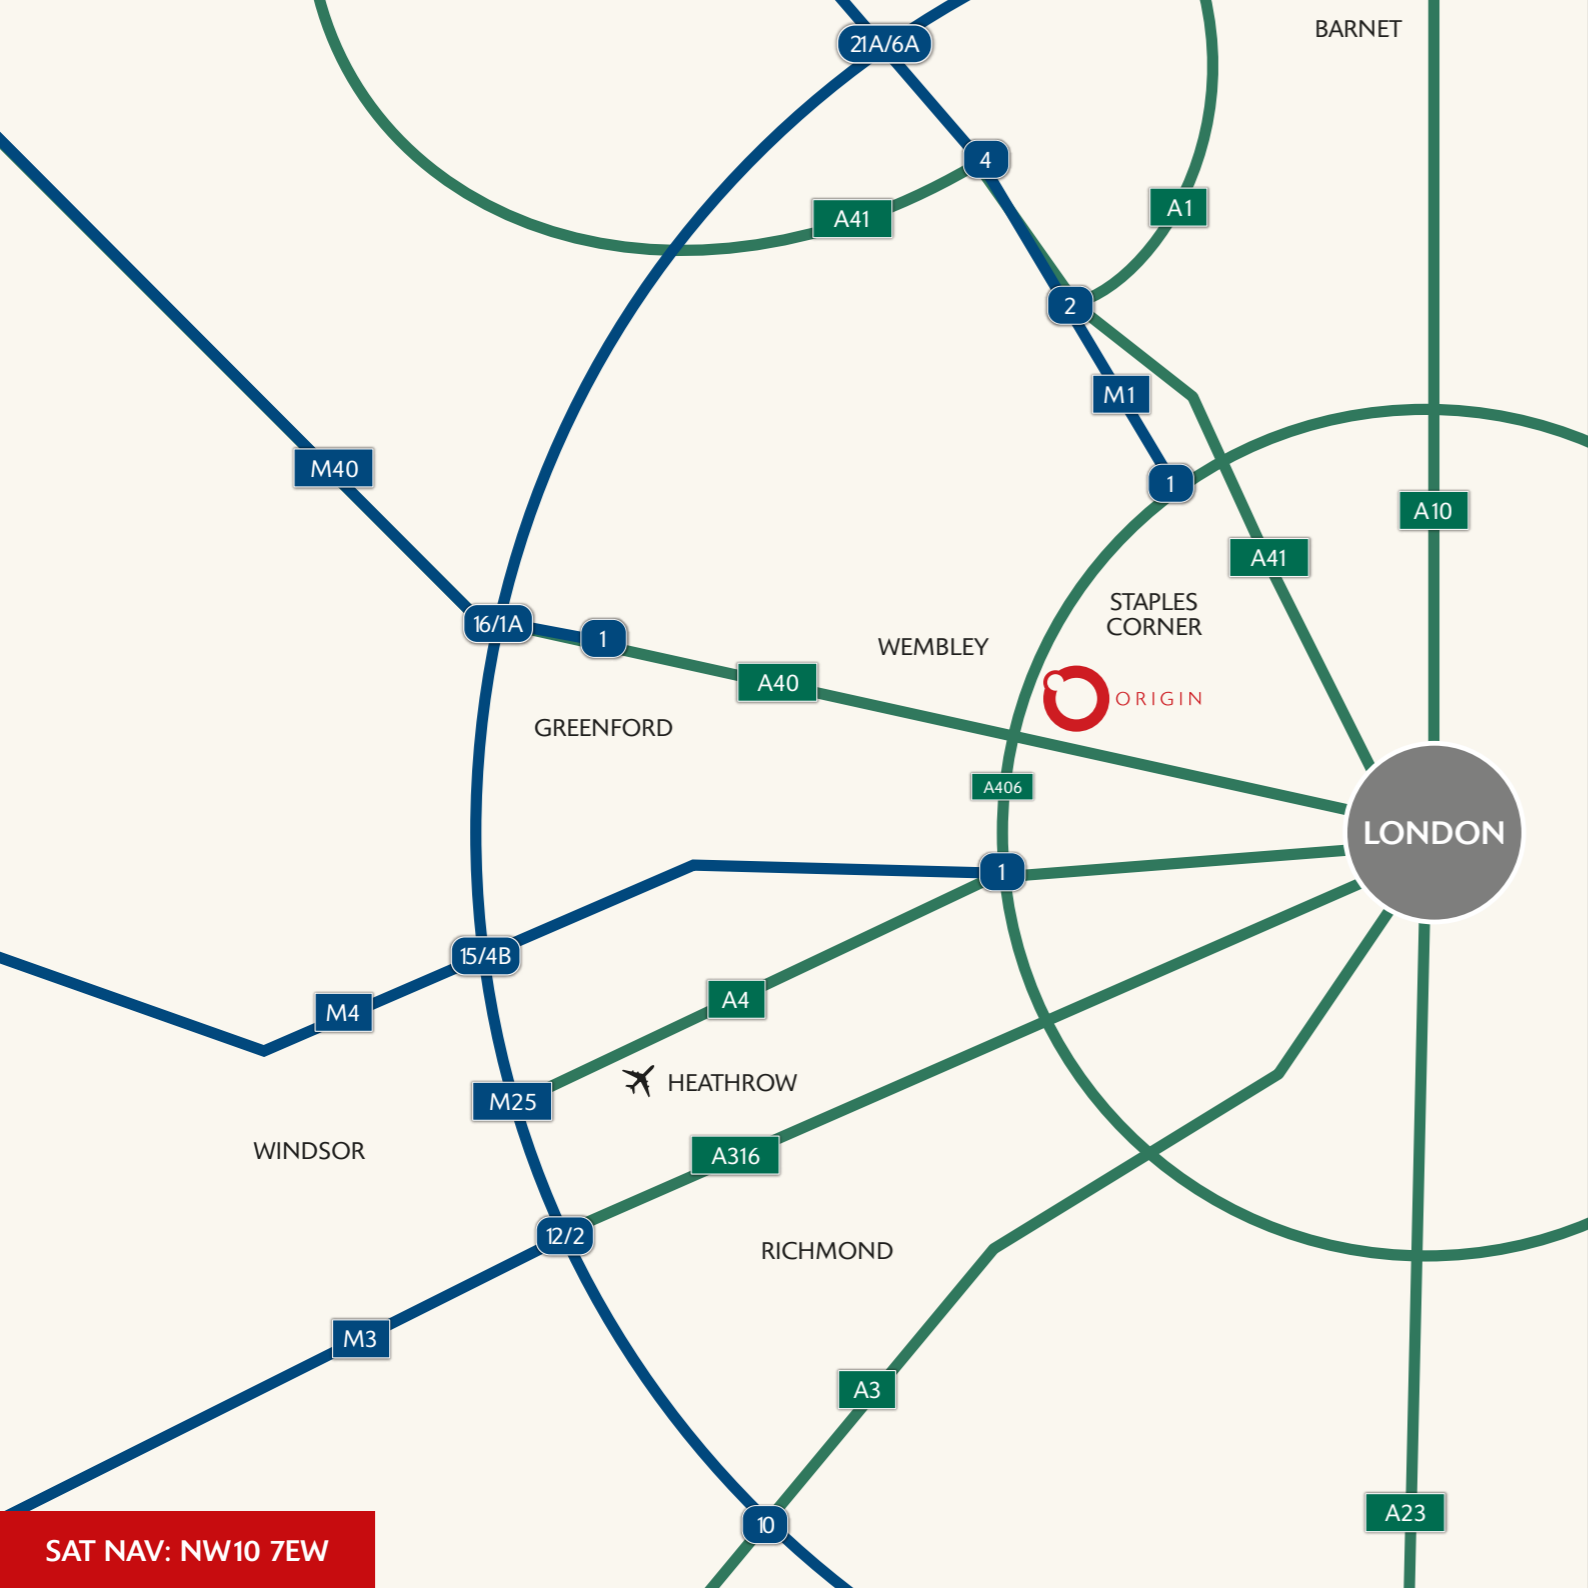 BARNET
21A/6A
4
A41
A1
2
M1
M40
1
A10
A41
STAPLES
CORNER
16/1A
1
WEMBLEY
A40
ORIGIN
GREENFORD
A406
LONDON
1
15/4B
A4
M4
HEATHROW
M25
WINDSOR
A316
12/2
RICHMOND
M3
A3
A23
10
SAT NAV: NW10 7EW